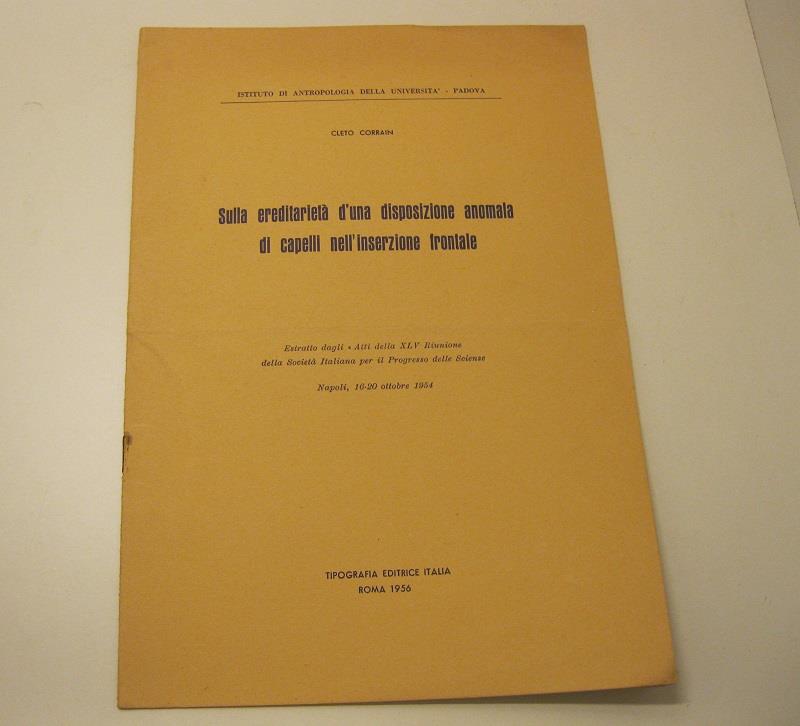 ISTITUTO DI ANTROPOLOGIA DELLA UNIVERSITA' - PADOVA
CLETO CORRAIN
Sulla ereditarietà d'una disposizione anomala
di capelli nell'inserzione frontale
Estratto dagli « Atti della XLV Riunione
della Società Italiana per il Progresso delle Scienze
Napoli, 16-20 ottobre 1954
TIPOGRAFIA EDITRICE ITALIA
ROMA 1956